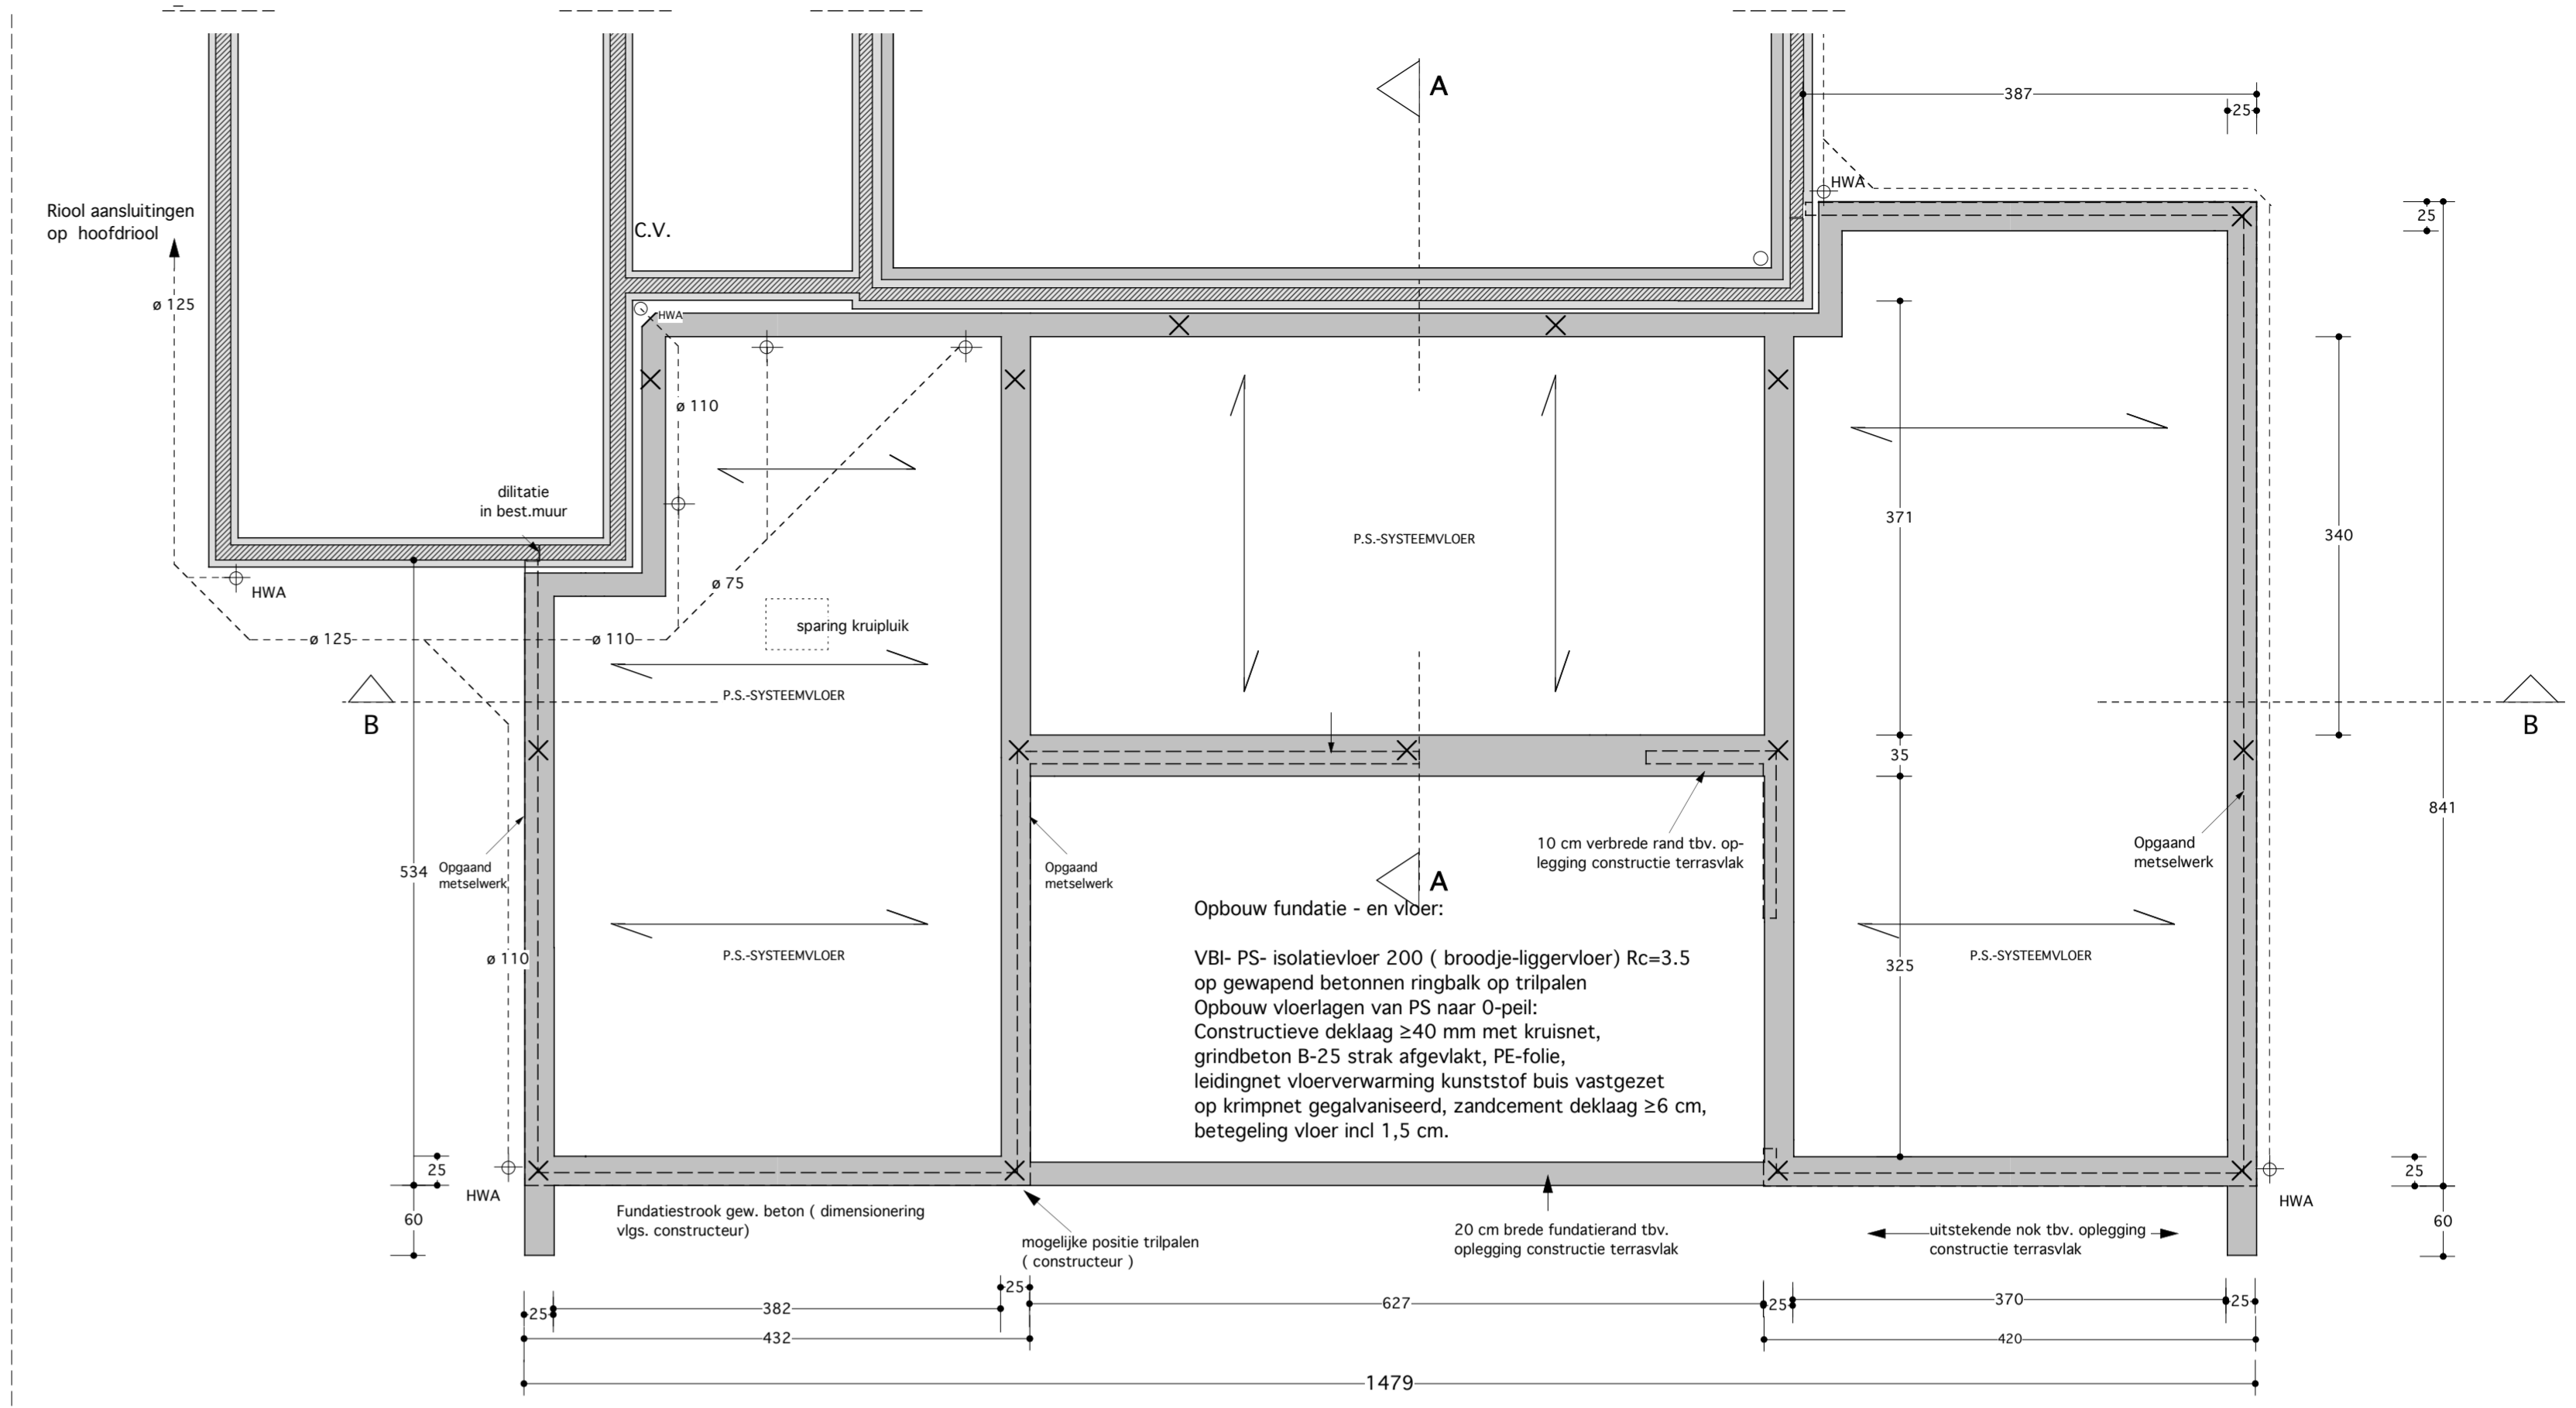 A
387
25
HWA
Riool aansluitingen
op hoofdriool
C.V.
25
ø 125
HWA
ø 110
dilitatie
in best.muur
371
340
P.S.-SYSTEEMVLOER
ø 75
HWA
sparing kruipluik
ø 125
ø 110
P.S.-SYSTEEMVLOER
B
B
35
841
534
Opgaand
metselwerk
Opgaand
metselwerk
10 cm verbrede rand tbv. op-
legging constructie terrasvlak
Opgaand
metselwerk
A
Opbouw fundatie - en vloer:
VBI- PS- isolatievloer 200 ( broodje-liggervloer) Rc=3.5
op gewapend betonnen ringbalk op trilpalen
Opbouw vloerlagen van PS naar 0-peil:
Constructieve deklaag ≥40 mm met kruisnet,
grindbeton B-25 strak afgevlakt, PE-folie,
leidingnet vloerverwarming kunststof buis vastgezet
op krimpnet gegalvaniseerd, zandcement deklaag ≥6 cm,
betegeling vloer incl 1,5 cm.
ø 110
P.S.-SYSTEEMVLOER
325
P.S.-SYSTEEMVLOER
25
25
HWA
HWA
60
Fundatiestrook gew. beton ( dimensionering
vlgs. constructeur)
mogelijke positie trilpalen
( constructeur )
20 cm brede fundatierand tbv.
oplegging constructie terrasvlak
uitstekende nok tbv. oplegging
constructie terrasvlak
60
25
382
25
627
25
370
25
432
420
1479